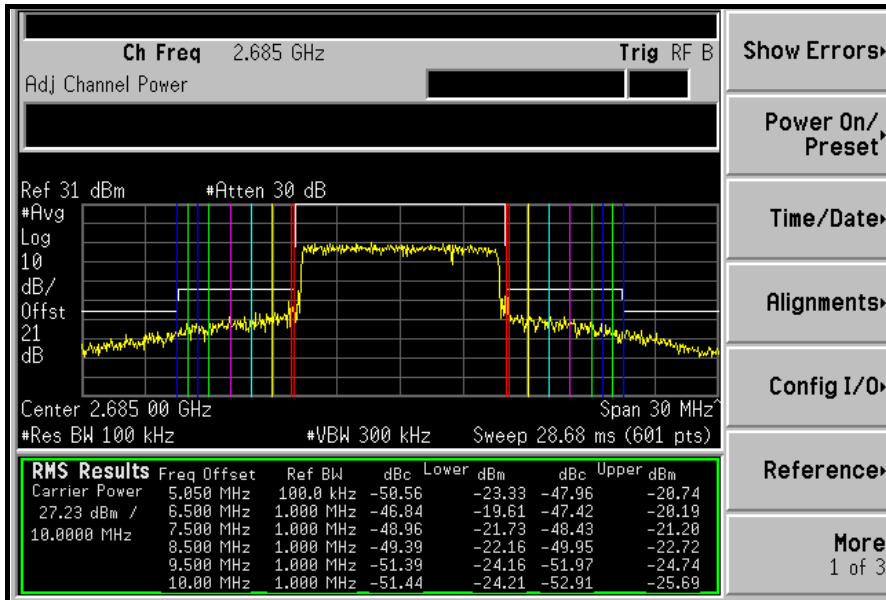 Ch Freq 2.685 GHz Trig RF B
Adj Channel Power
Ref 31 dBm #Atten 30 dB
#Avg
Log
10
dB/
Offst
21
dB
Center 2.685 00 GHz Span 30 MHz^
#Res BW 100 kHz #VBW 300 kHz Sweep 28.68 ms (601 pts)
RMS Results Freq Offset Ref BW dBc Lower dBm dBc Upper dBm
Carrier Power 5.050 MHz 100.0 kHz -50.56 -23.33 -47.96 -20.74
27.23 dBm / 6.500 MHz 1.000 MHz -46.84 -19.61 -47.42 -20.19
10.0000 MHz 7.500 MHz 1.000 MHz -48.96 -21.73 -48.43 -21.20
8.500 MHz 1.000 MHz -49.39 -22.16 -49.95 -22.72
9.500 MHz 1.000 MHz -51.39 -24.16 -51.97 -24.74
10.00 MHz 1.000 MHz -51.44 -24.21 -52.91 -25.69
Show Errors
Power On/
Preset
Time/Date
Alignments
Config I/O
Reference
More
1 of 3